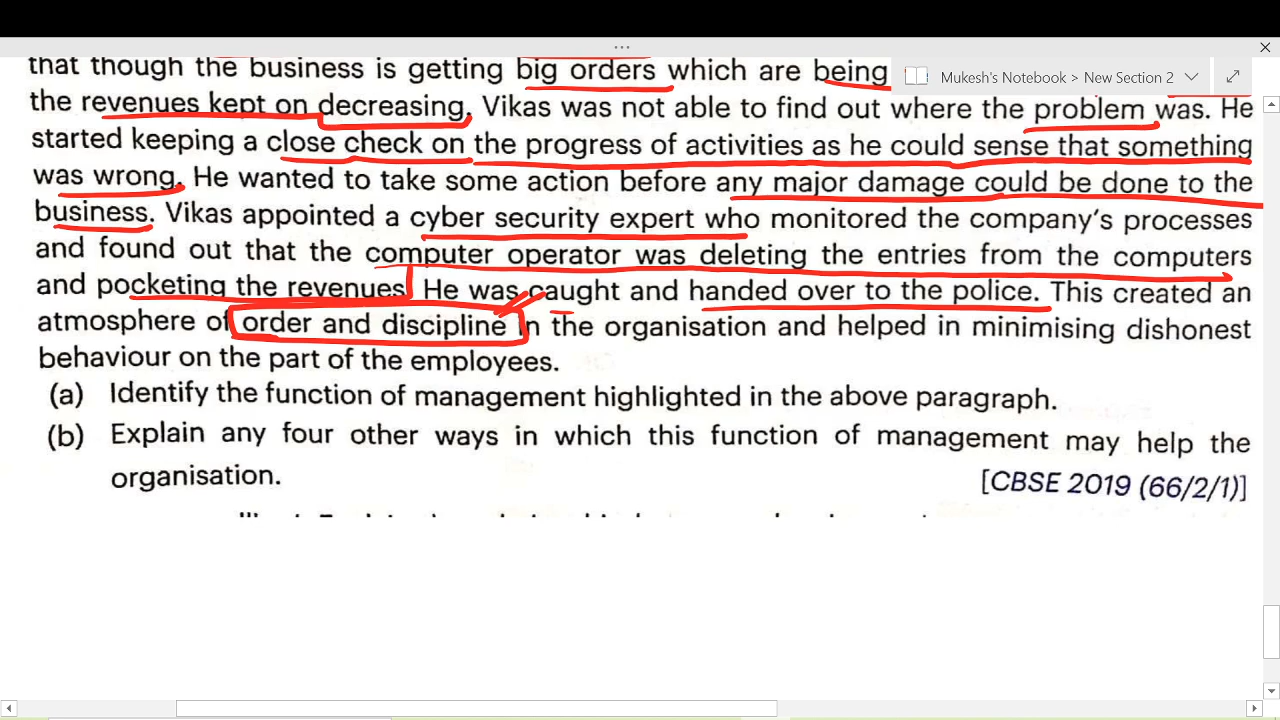 ...
that though the business is getting big orders which are being
Mukesh's Notebook > New Section 2
the revenues kept on decreasing. Vikas was not able to find out where the problem was. He
started keeping a close check on the progress of activities as he could sense that something
was wrong. He wanted to take some action before any major damage could be done to the
business. Vikas appointed a cyber security expert who monitored the company's processes
and found out that the computer operator was deleting the entries from the computers
and pocketing the revenues. He was caught and handed over to the police. This created an
atmosphere of order and discipline in the organisation and helped in minimising dishonest
behaviour on the part of the employees.
(a) Identify the function of management highlighted in the above paragraph.
(b) Explain any four other ways in which this function of management may help the
organisation.
[CBSE 2019 (66/2/1)]